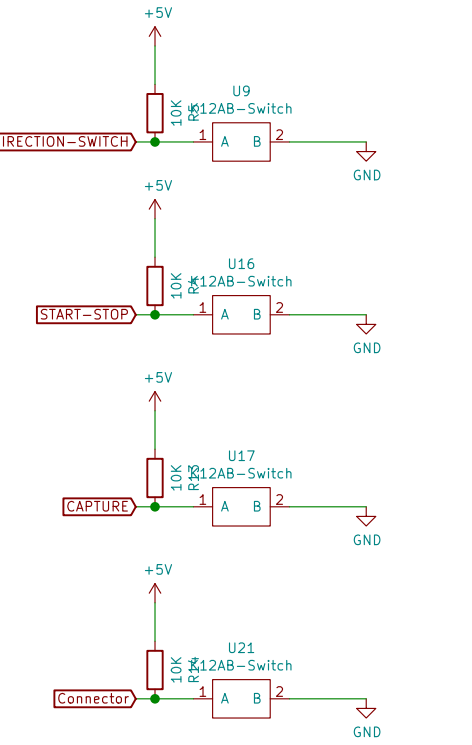 +5V
U9
K12AB-Switch
10K
R5
IRECTION-SWITCH
1
A
B
2
GND
+5V
U16
K12AB-Switch
10K
START-STOP
1
A
B
2
GND
+5V
U17
K12AB-Switch
10K
R13
CAPTURE
1
A
B
2
GND
+5V
U21
K12AB-Switch
10K
R14
Connector
1
A
B
2
GND